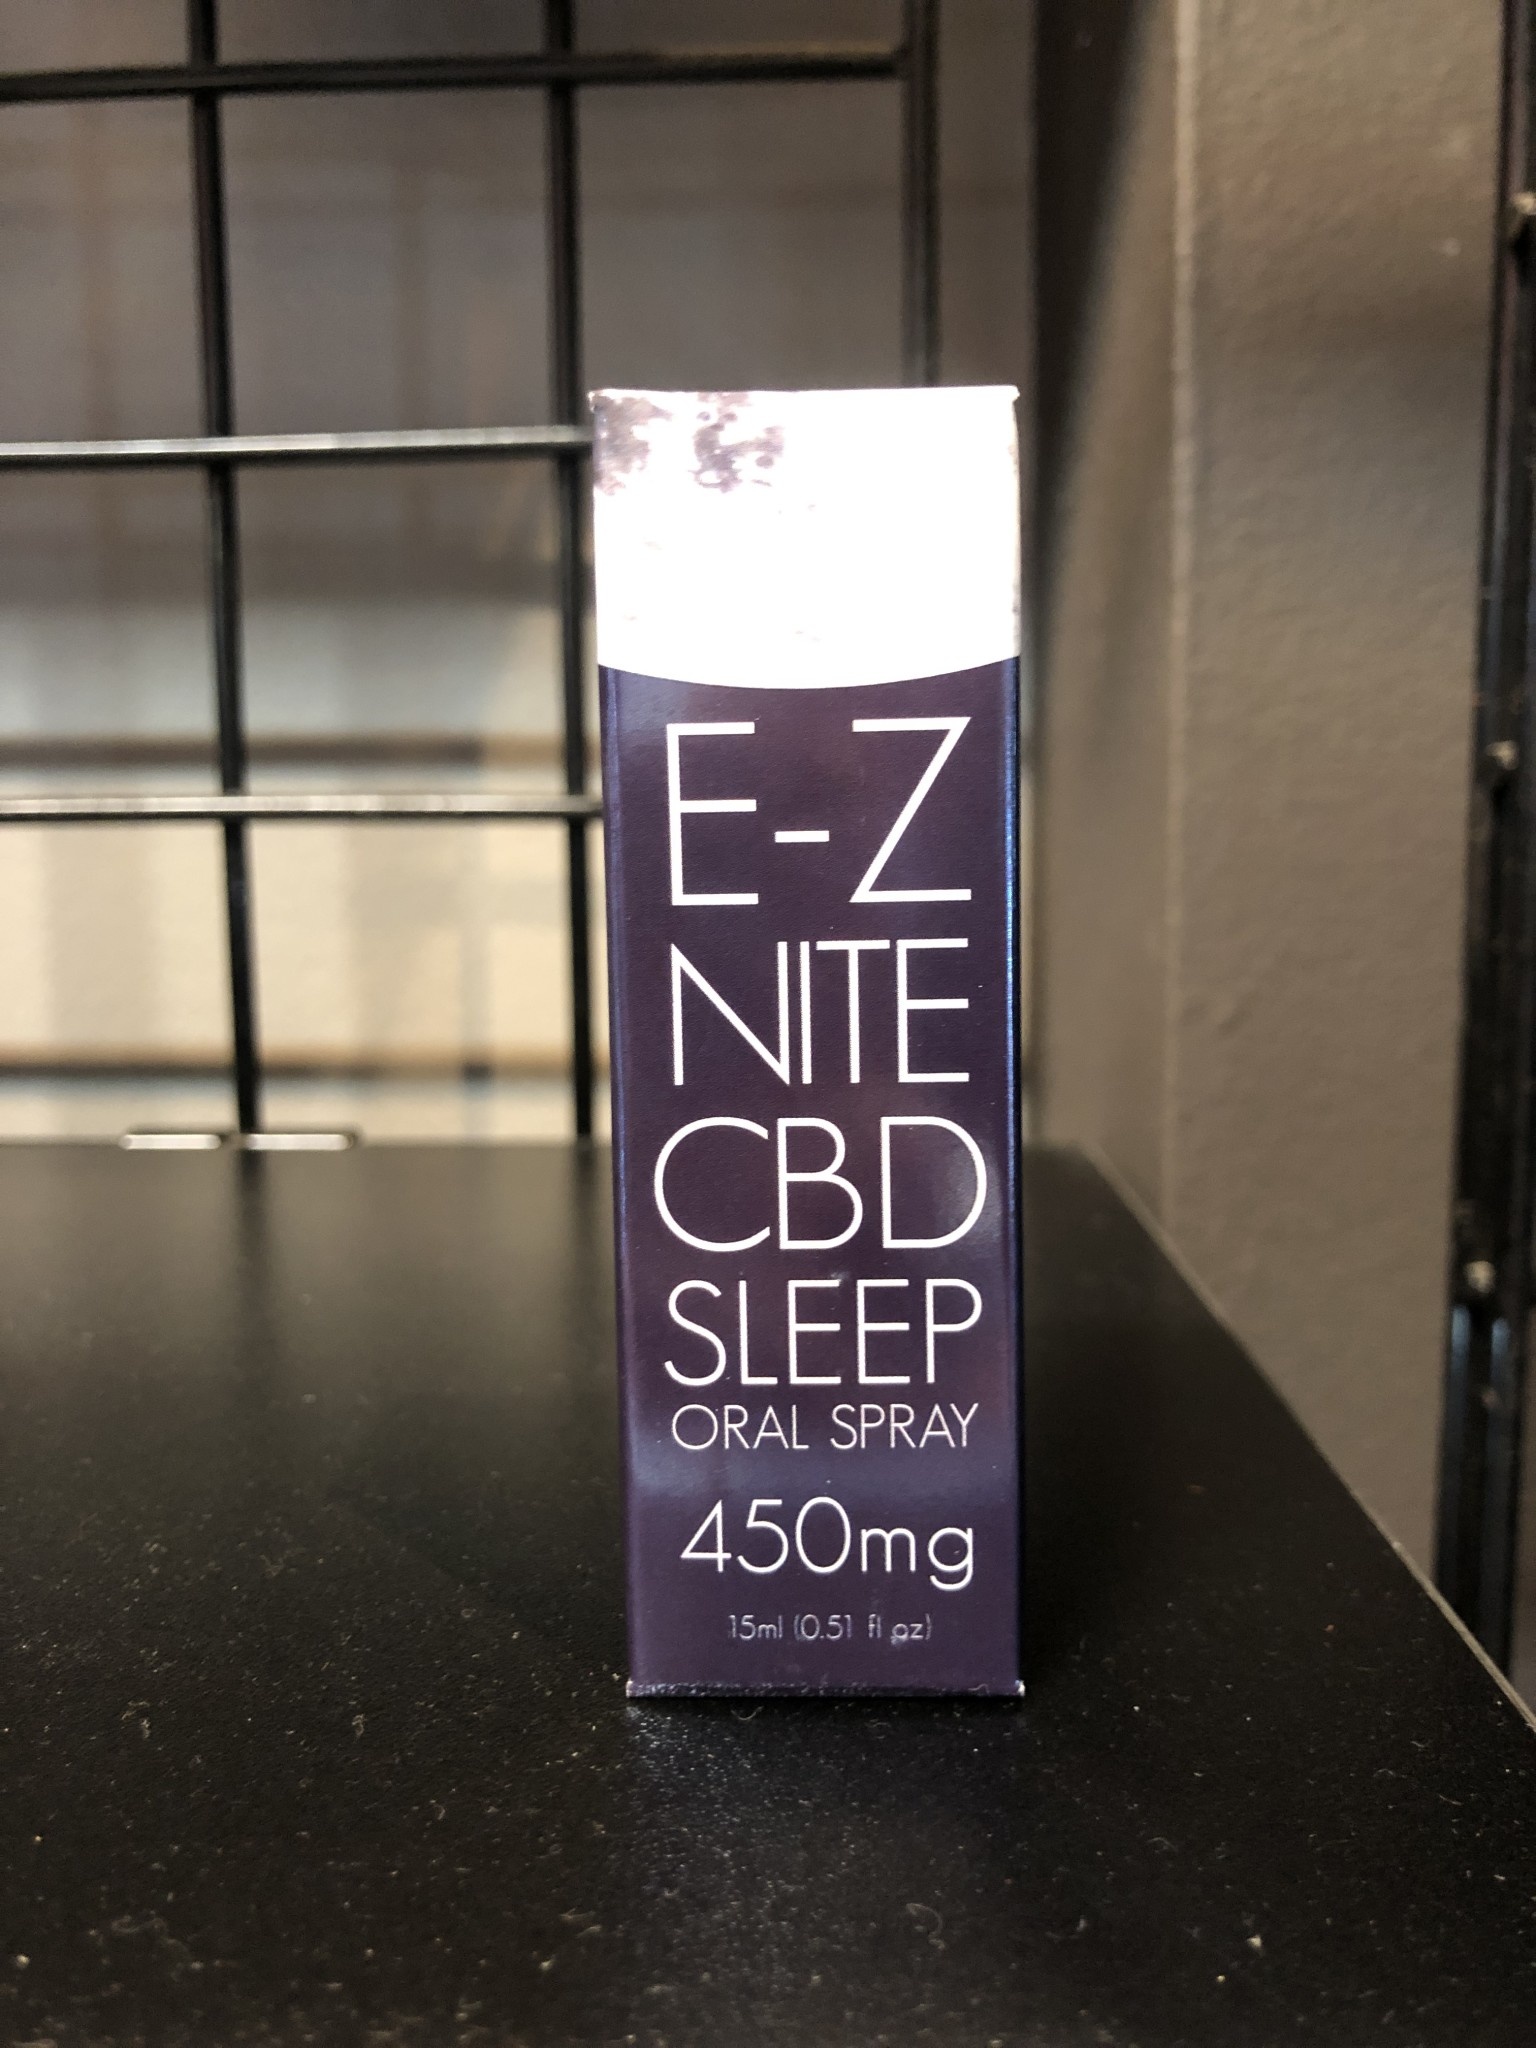 E-Z
NITE
CBD
SLEEP
ORAL SPRAY
450mg
15ml (0.51 fl oz)